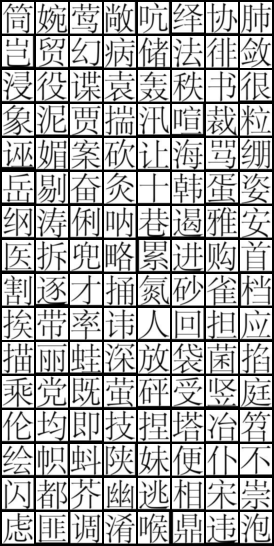 筒婉莺敞吭绎协肺
岂贸幻病储法徘敛
浸役谍袁轰秩书很
象泥贾揣汛喧裁粒
诬媚案砍让海骂绷
岳剔奋灸十韩蛋姿
纲涛俐呐巷遏雅安
医拆兜略累进购首
割逐才捅氮砂雀档
挨带率讳人回担应
描丽蛙深放袋菌掐
乘党既萤砰受竖庭
伦均即技捏塔冶笤
绘帜蚪陕妹便仆不
闪都芥幽逃相宋崇
虑匪调淆喉鼎违泡